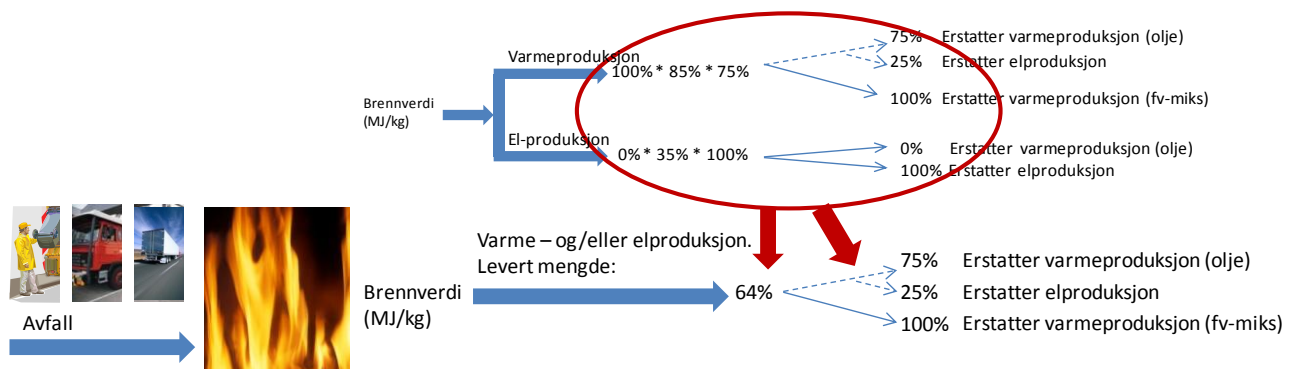 Varmeproduksjon
100% * 85% * 75%
75% Erstatter varmeproduksjon (olje)
25% Erstatter elproduksjon
100% Erstatter varmeproduksjon (fv-miks)
Brennverdi
(MJ/kg)
El-produksjon
0% * 35% * 100%
0% Erstatter varmeproduksjon (olje)
100% Erstatter elproduksjon
Varme – og/eller elproduksjon.
Levert mengde:
Brennverdi
(MJ/kg)
64%
75% Erstatter varmeproduksjon (olje)
25% Erstatter elproduksjon
100% Erstatter varmeproduksjon (fv-miks)
Avfall